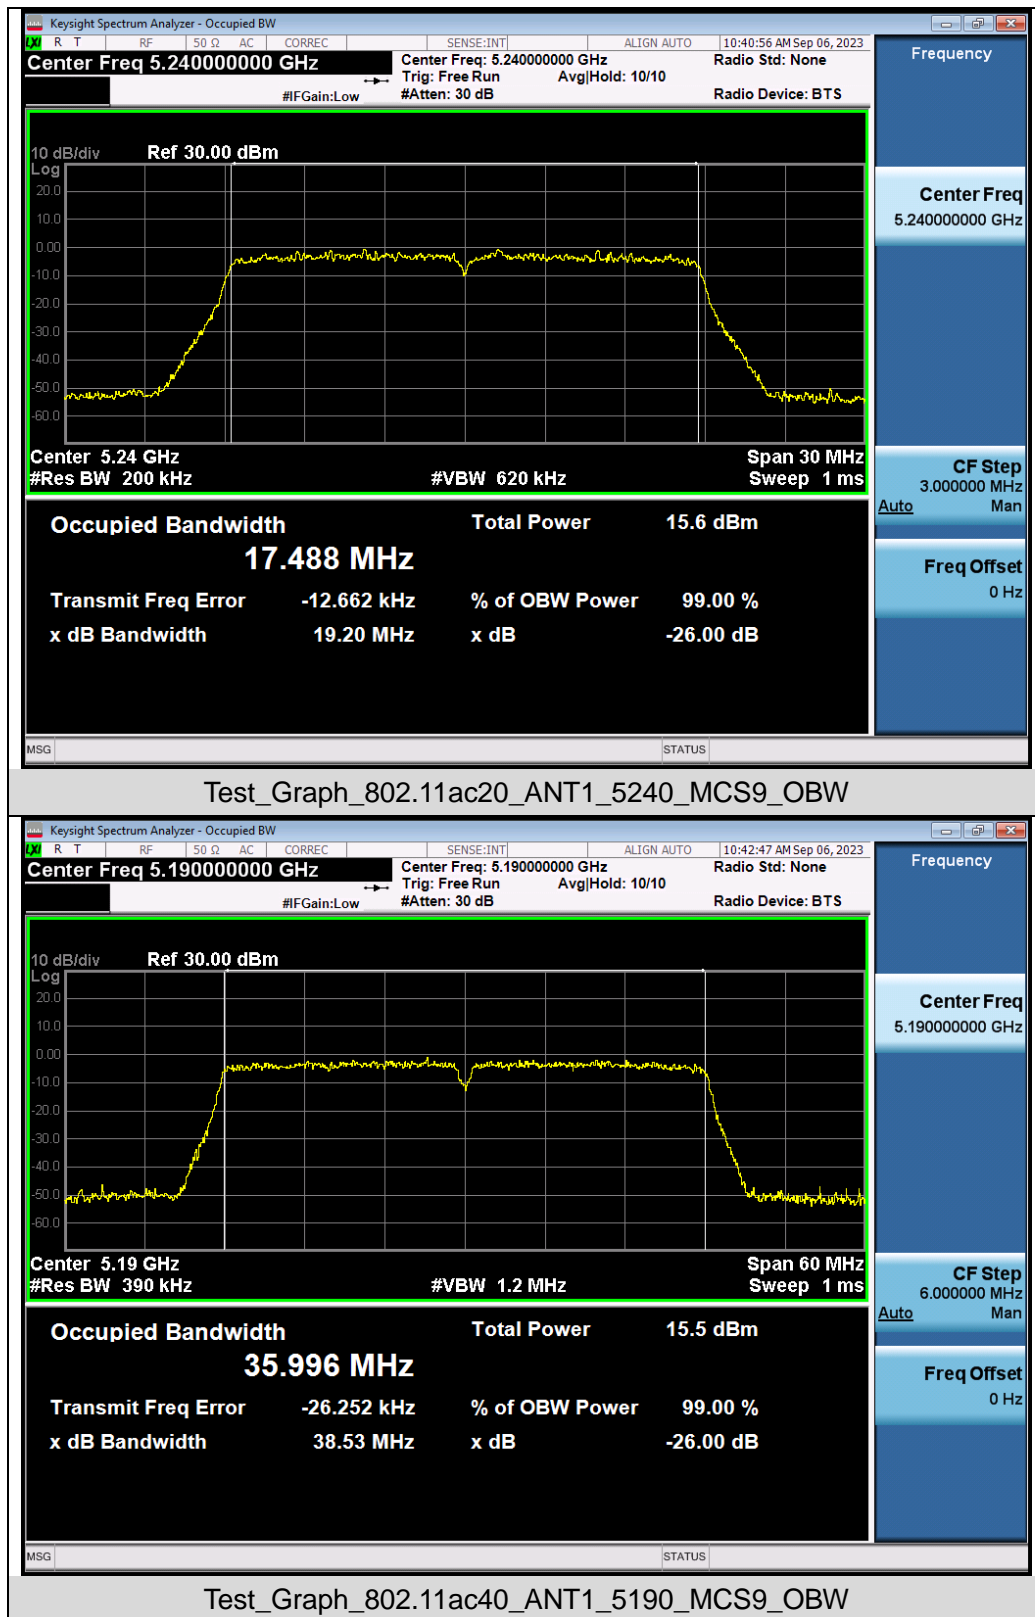 Keysight Spectrum Analyzer - Occupied BW
LXI R T RF 50 Ω AC CORREC SENSE:INT ALIGN AUTO 10:40:56 AM Sep 06, 2023
Center Freq 5.240000000 GHz
Center Freq: 5.240000000 GHz Radio Std: None
Trig: Free Run Avg|Hold: 10/10
#IFGain:Low #Atten: 30 dB Radio Device: BTS
Frequency
10 dB/div Ref 30.00 dBm
Log
20.0
10.0
0.00
-10.0
-20.0
-30.0
-40.0
-50.0
-60.0
Center 5.24 GHz Span 30 MHz
#Res BW 200 kHz #VBW 620 kHz Sweep 1 ms
Center Freq
5.240000000 GHz
CF Step
3.000000 MHz
Auto Man
Freq Offset
0 Hz
Occupied Bandwidth Total Power 15.6 dBm
17.488 MHz
Transmit Freq Error -12.662 kHz % of OBW Power 99.00 %
x dB Bandwidth 19.20 MHz x dB -26.00 dB
MSG STATUS
Test_Graph_802.11ac20_ANT1_5240_MCS9_OBW
Keysight Spectrum Analyzer - Occupied BW
LXI R T RF 50 Ω AC CORREC SENSE:INT ALIGN AUTO 10:42:47 AM Sep 06, 2023
Center Freq 5.190000000 GHz
Center Freq: 5.190000000 GHz Radio Std: None
Trig: Free Run Avg|Hold: 10/10
#IFGain:Low #Atten: 30 dB Radio Device: BTS
Frequency
10 dB/div Ref 30.00 dBm
Log
20.0
10.0
0.00
-10.0
-20.0
-30.0
-40.0
-50.0
-60.0
Center 5.19 GHz Span 60 MHz
#Res BW 390 kHz #VBW 1.2 MHz Sweep 1 ms
Center Freq
5.190000000 GHz
CF Step
6.000000 MHz
Auto Man
Freq Offset
0 Hz
Occupied Bandwidth Total Power 15.5 dBm
35.996 MHz
Transmit Freq Error -26.252 kHz % of OBW Power 99.00 %
x dB Bandwidth 38.53 MHz x dB -26.00 dB
MSG STATUS
Test_Graph_802.11ac40_ANT1_5190_MCS9_OBW